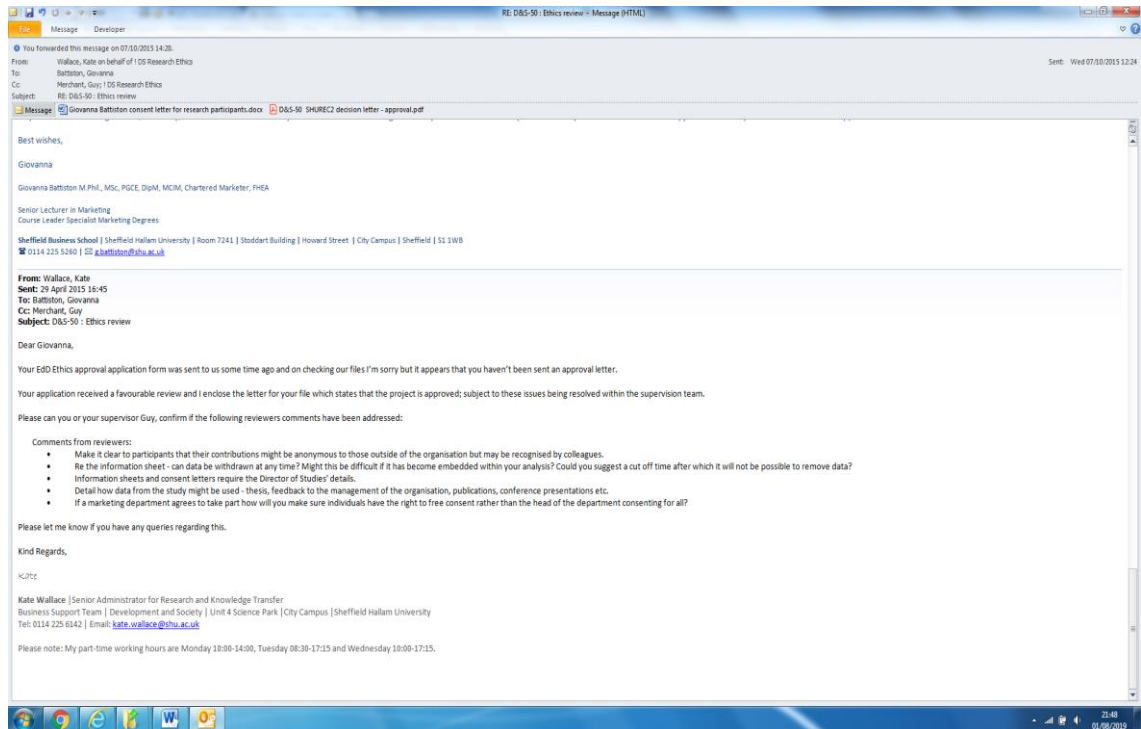 RE: D&S-50 : Ethics review - Message (HTML)
File Message Developer
You forwarded this message on 07/10/2015 14:28.
From: Wallace, Kate on behalf of ! DS Research Ethics
Sent: Wed 07/10/2015 12:24
To: Battiston, Giovanna
Cc: Merchant, Guy; ! DS Research Ethics
Subject: RE: D&S-50 : Ethics review
Message Giovanna Battiston consent letter for research participants.docx D&S-50 SHUREC2 decision letter - approval.pdf
Best wishes,
Giovanna
Giovanna Battiston M.Phil., MSc, PGCE, DipM, MCIM, Chartered Marketer, FHEA
Senior Lecturer in Marketing
Course Leader Specialist Marketing Degrees
Sheffield Business School | Sheffield Hallam University | Room 7241 | Stoddart Building | Howard Street | City Campus | Sheffield | S1 1WB
0114 225 5260 | g.battiston@shu.ac.uk
From: Wallace, Kate
Sent: 29 April 2015 16:45
To: Battiston, Giovanna
Cc: Merchant, Guy
Subject: D&S-50 : Ethics review
Dear Giovanna,
Your EdD Ethics approval application form was sent to us some time ago and on checking our files I'm sorry but it appears that you haven't been sent an approval letter.
Your application received a favourable review and I enclose the letter for your file which states that the project is approved; subject to these issues being resolved within the supervision team.
Please can you or your supervisor Guy, confirm if the following reviewers comments have been addressed:
Comments from reviewers:
• Make it clear to participants that their contributions might be anonymous to those outside of the organisation but may be recognised by colleagues.
• Re the information sheet - can data be withdrawn at any time? Might this be difficult if it has become embedded within your analysis? Could you suggest a cut off time after which it will not be possible to remove data?
• Information sheets and consent letters require the Director of Studies' details.
• Detail how data from the study might be used - thesis, feedback to the management of the organisation, publications, conference presentations etc.
• If a marketing department agrees to take part how will you make sure individuals have the right to free consent rather than the head of the department consenting for all?
Please let me know if you have any queries regarding this.
Kind Regards,
Kate
Kate Wallace |Senior Administrator for Research and Knowledge Transfer
Business Support Team | Development and Society | Unit 4 Science Park |City Campus |Sheffield Hallam University
Tel: 0114 225 6142 | Email: kate.wallace@shu.ac.uk
Please note: My part-time working hours are Monday 10:00-14:00, Tuesday 08:30-17:15 and Wednesday 10:00-17:15.
21:48
01/08/2019